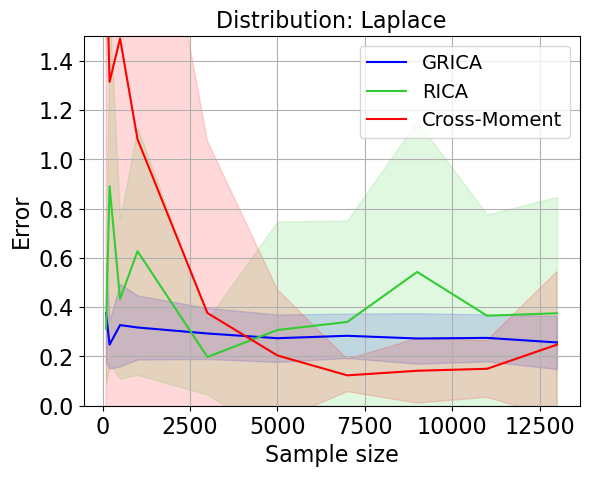 Distribution: Laplace
GRICA
RICA
Cross-Moment
Error
1.4
1.2
1.0
0.8
0.6
0.4
0.2
0.0
0 2500 5000 7500 10000 12500
Sample size